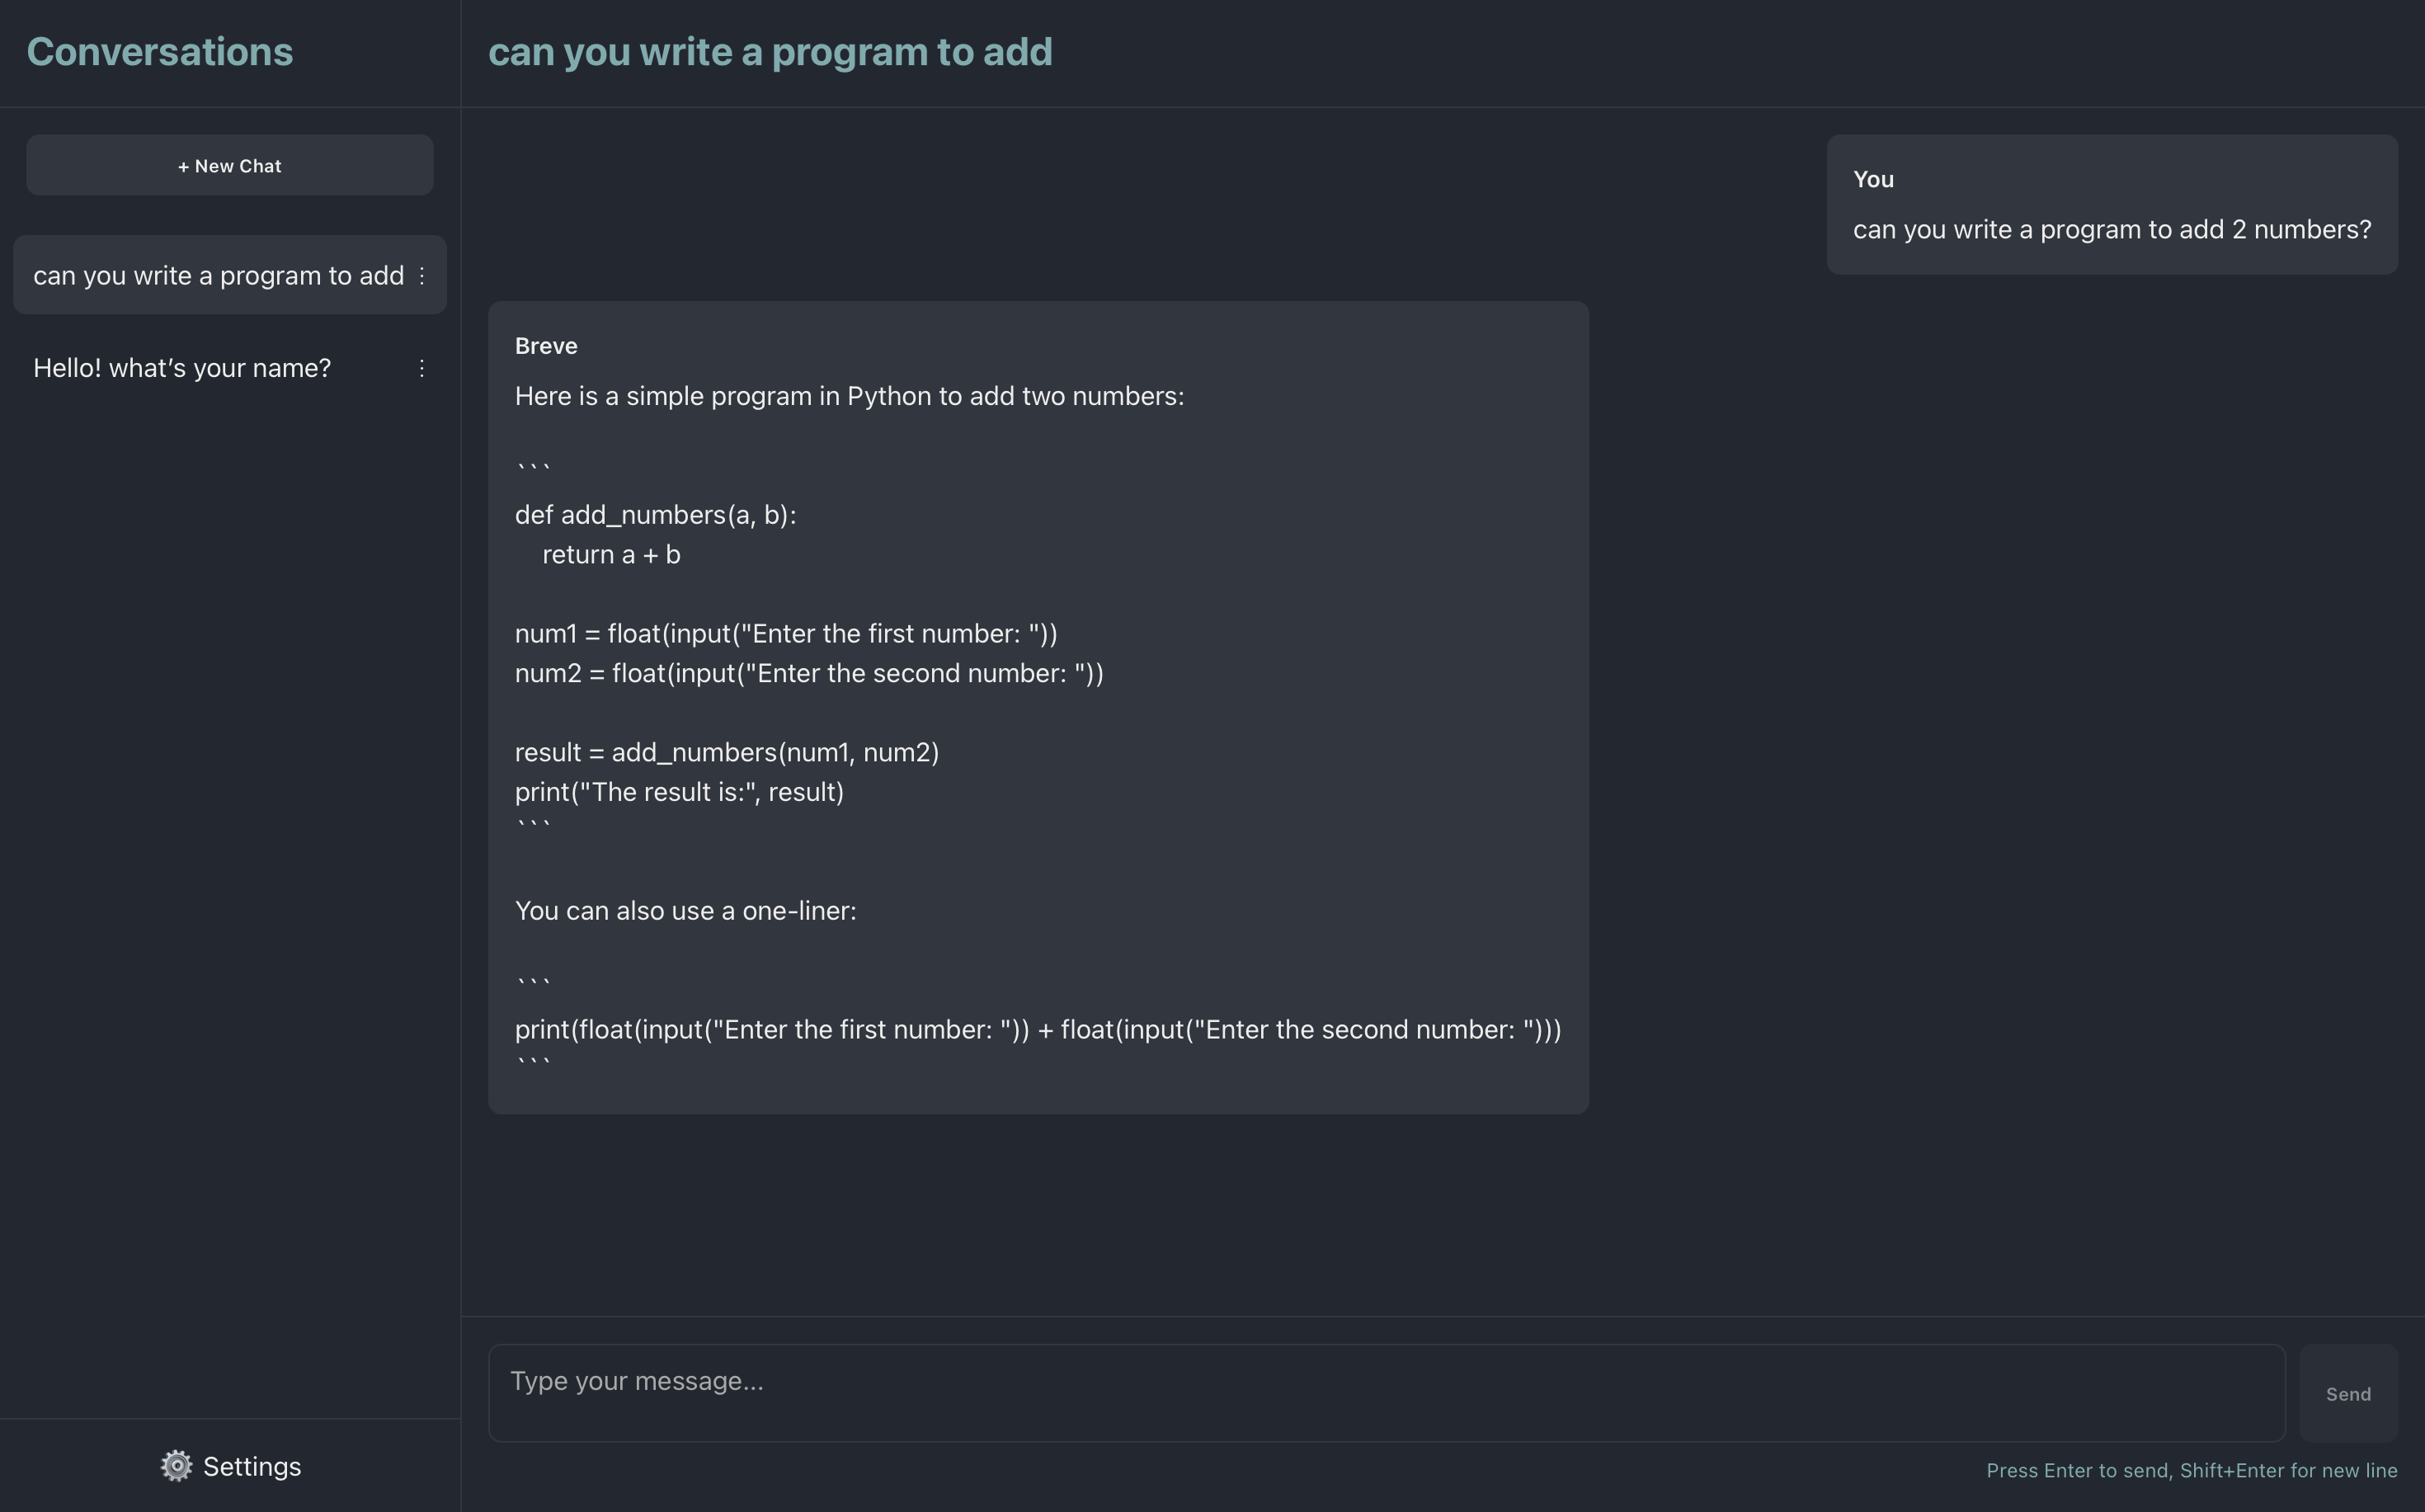 Conversations
+ New Chat
can you write a program to add ⋮
Hello! what’s your name? ⋮
⚙️ Settings
can you write a program to add
You
can you write a program to add 2 numbers?
Breve
Here is a simple program in Python to add two numbers:
```
def add_numbers(a, b):
    return a + b
num1 = float(input("Enter the first number: "))
num2 = float(input("Enter the second number: "))
result = add_numbers(num1, num2)
print("The result is:", result)
```
You can also use a one-liner:
```
print(float(input("Enter the first number: ")) + float(input("Enter the second number: ")))
```
Type your message...
Send
Press Enter to send, Shift+Enter for new line